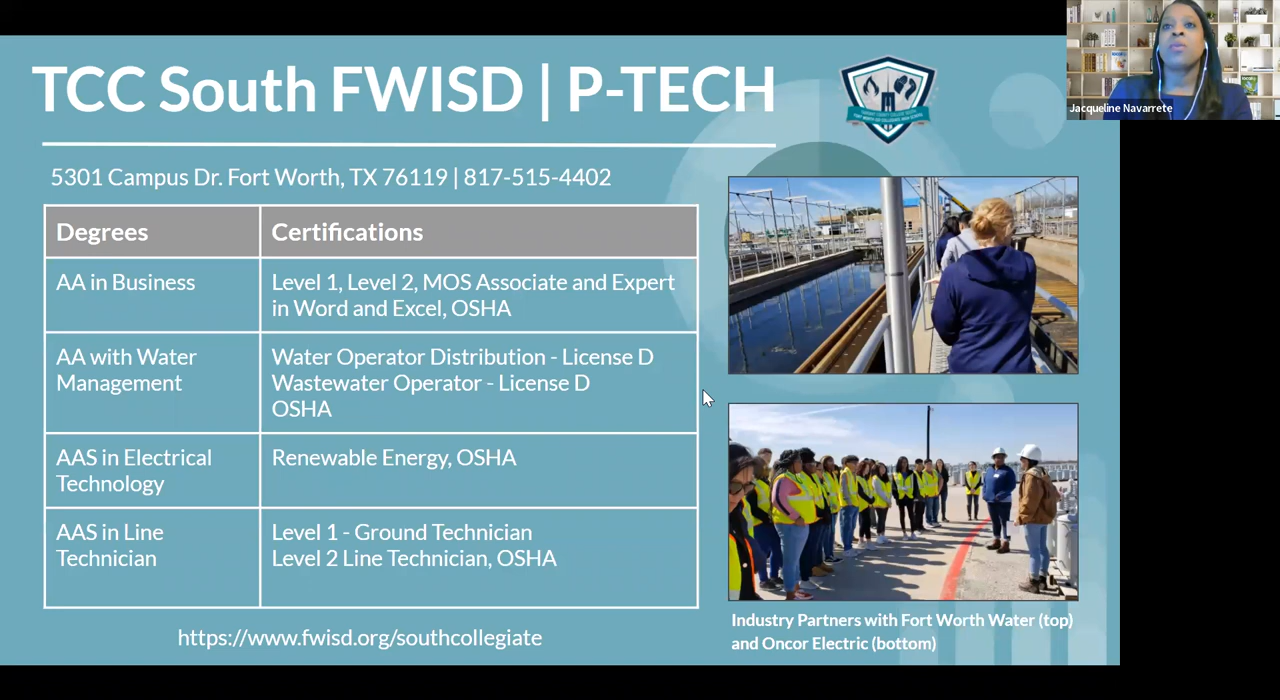 TCC South FWISD | P-TECH
Jacqueline Navarrete
5301 Campus Dr. Fort Worth, TX 76119 | 817-515-4402
Degrees
Certifications
AA in Business
Level 1, Level 2, MOS Associate and Expert
in Word and Excel, OSHA
AA with Water
Management
Water Operator Distribution - License D
Wastewater Operator - License D
OSHA
AAS in Electrical
Technology
Renewable Energy, OSHA
AAS in Line
Technician
Level 1 - Ground Technician
Level 2 Line Technician, OSHA
https://www.fwisd.org/southcollegiate
Industry Partners with Fort Worth Water (top)
and Oncor Electric (bottom)